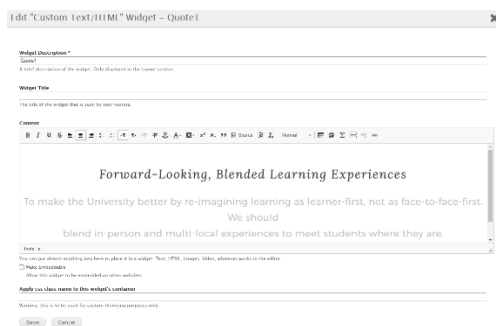 Edit "Custom Text/HTML" Widget - Quote1
Widget Description *
Quote1
A brief description of the widget. Only displayed in the Layout section.
Widget Title
The title of the widget that is seen by your visitors.
Content
B I U S Source Normal
Forward-Looking, Blended Learning Experiences
To make the University better by re-imagining learning as learner-first, not as face-to-face-first.
We should
blend in-person and multi-local experiences to meet students where they are.
You can put almost anything into here to place it in a widget. Text, HTML, Images, Video, whatever works in the editor.
Make Embeddable
Allow this widget to be embedded on other websites
Apply css class name to this widget's container
Warning: this is to be used for custom theming purposes only.
Save Cancel